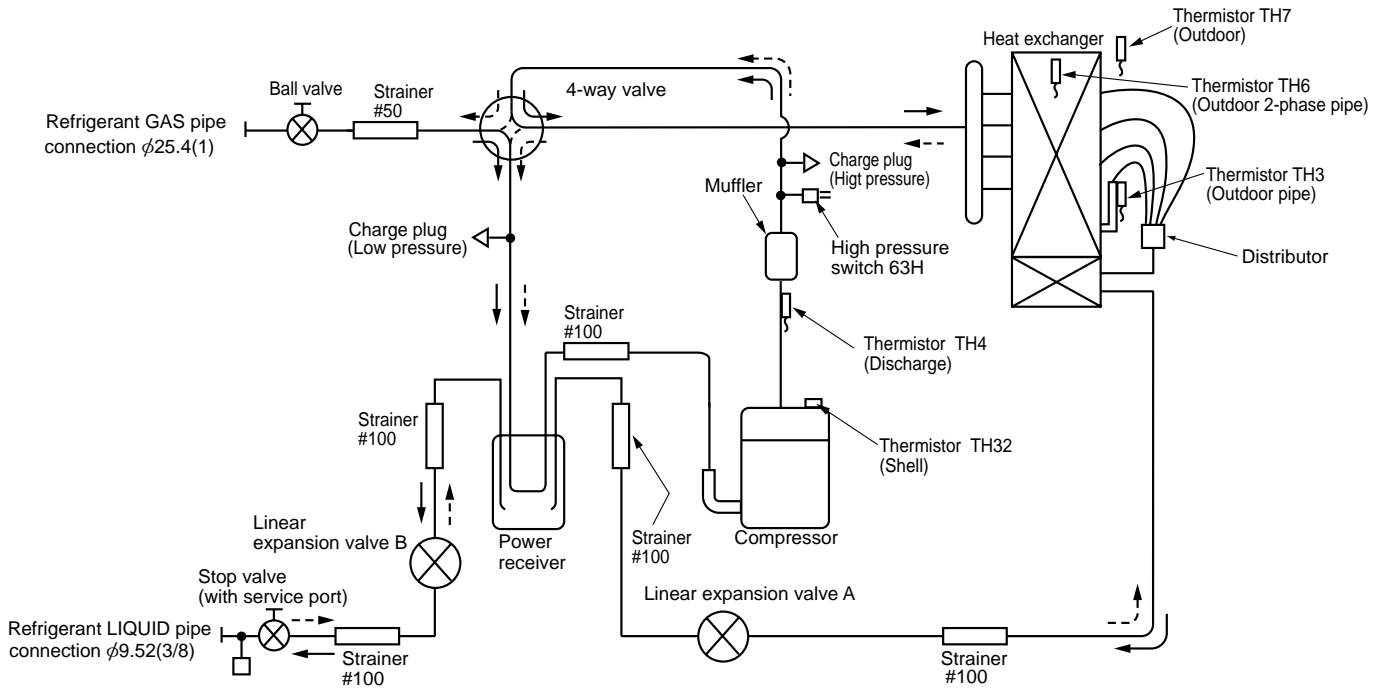 Thermistor TH7
(Outdoor)
Heat exchanger
Ball valve
Strainer
#50
4-way valve
Thermistor TH6
(Outdoor 2-phase pipe)
Refrigerant GAS pipe
connection ϕ25.4(1)
Charge plug
(Higt pressure)
Muffler
Thermistor TH3
(Outdoor pipe)
Charge plug
(Low pressure)
High pressure
switch 63H
Distributor
Strainer
#100
Thermistor TH4
(Discharge)
Strainer
#100
Thermistor TH32
(Shell)
Linear
expansion valve B
Power
receiver
Strainer
#100
Compressor
Stop valve
(with service port)
Linear expansion valve A
Refrigerant LIQUID pipe
connection ϕ9.52(3/8)
Strainer
#100
Strainer
#100